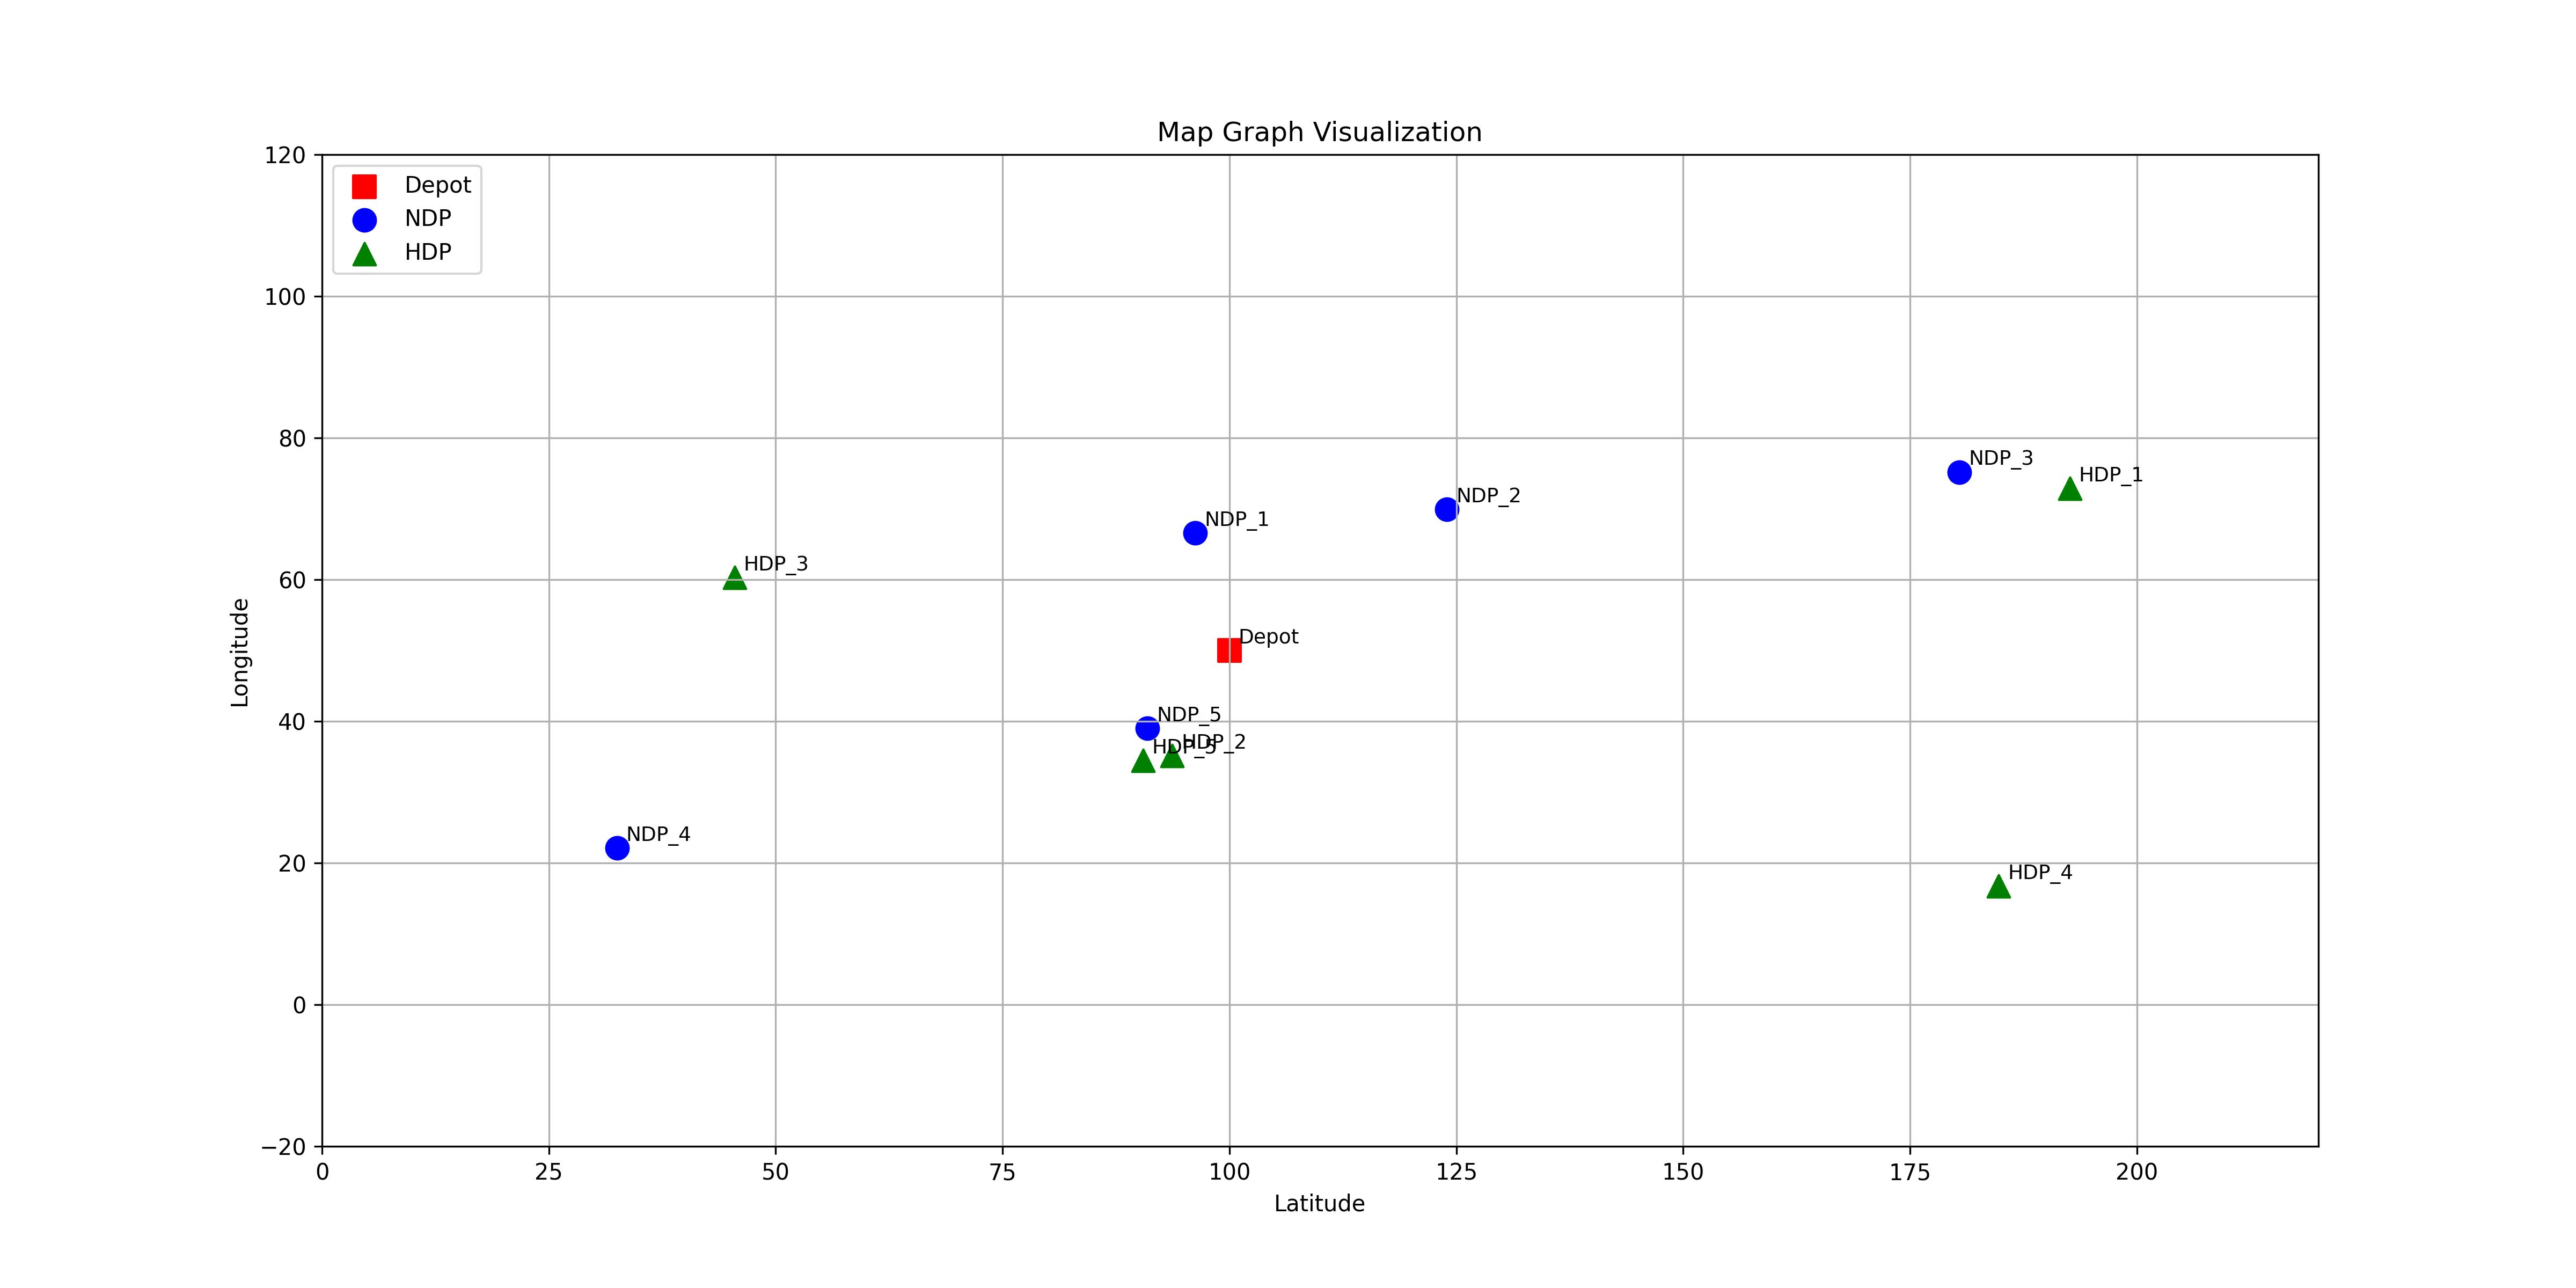 Map Graph Visualization
120
100
80
60
40
20
0
−20
Longitude
Depot
NDP
HDP
NDP_3
HDP_1
NDP_2
NDP_1
HDP_3
Depot
NDP_5
HDP_5
HDP_2
NDP_4
HDP_4
0 25 50 75 100 125 150 175 200
Latitude